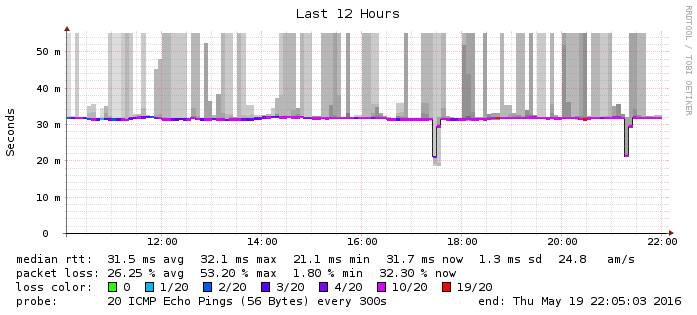 Last 12 Hours
RRDTOOL / TOBI OETIKER
Seconds
50 m
40 m
30 m
20 m
10 m
0
12:00 14:00 16:00 18:00 20:00 22:00
median rtt: 31.5 ms avg 32.1 ms max 21.1 ms min 31.7 ms now 1.3 ms sd 24.8 am/s
packet loss: 26.25 % avg 53.20 % max 1.80 % min 32.30 % now
loss color: 0 1/20 2/20 3/20 4/20 10/20 19/20
probe: 20 ICMP Echo Pings (56 Bytes) every 300s end: Thu May 19 22:05:03 2016